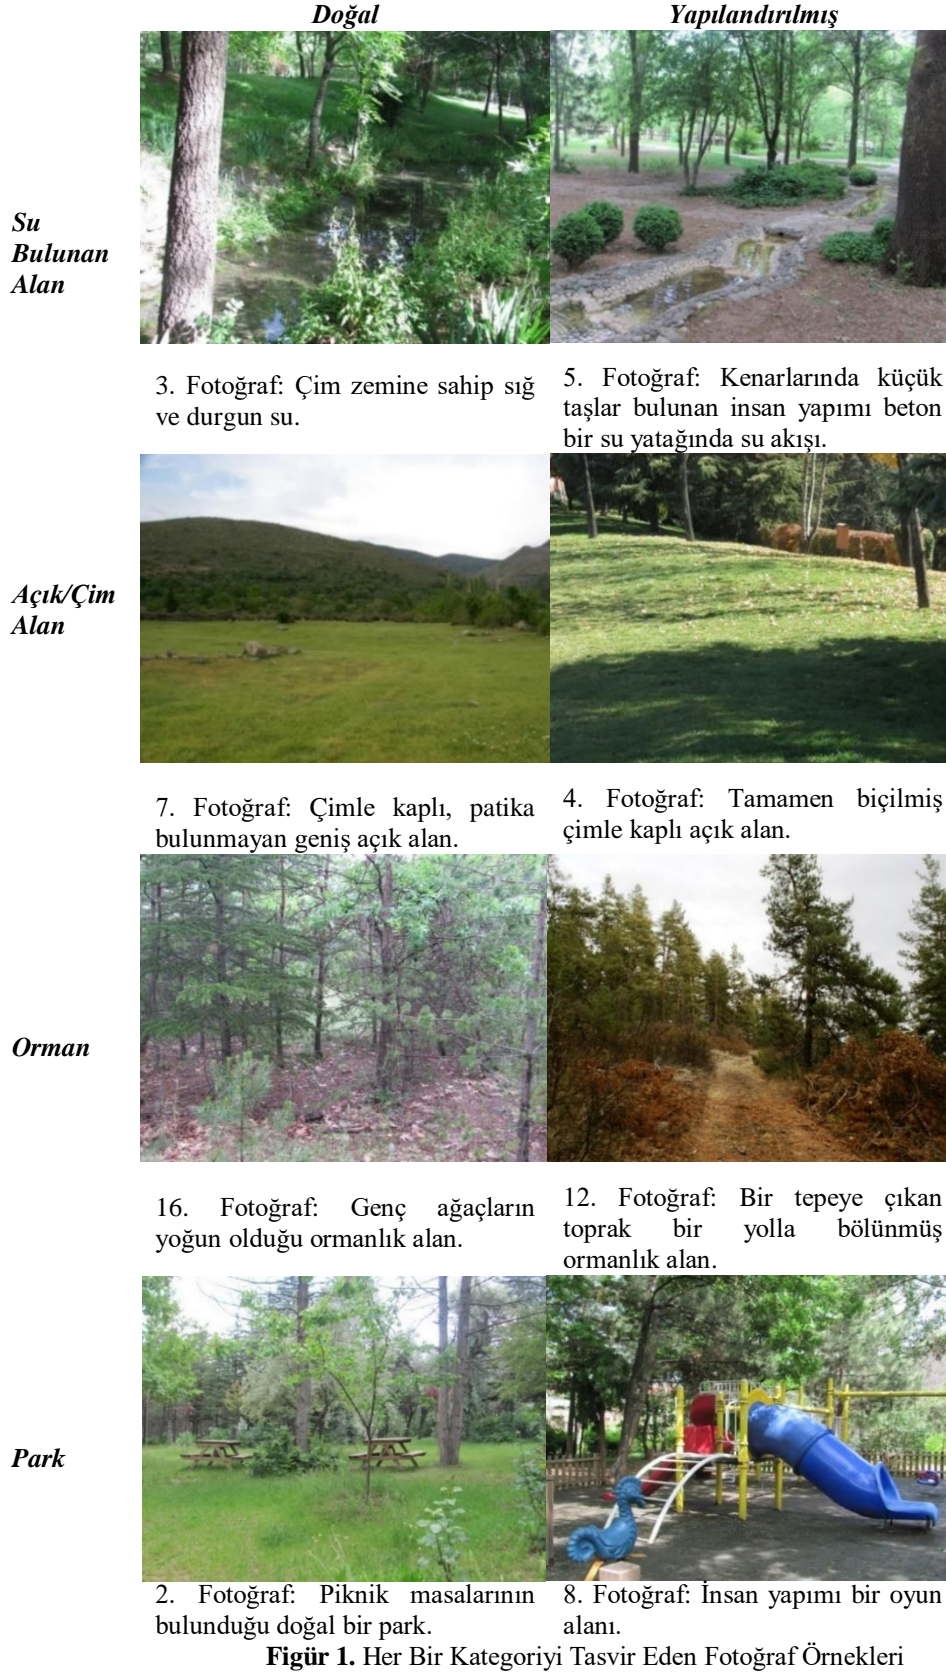 Doğal Yapılandırılmış
Su
Bulunan
Alan
3. Fotoğraf: Çim zemine sahip sığ
ve durgun su.
5. Fotoğraf: Kenarlarında küçük
taşlar bulunan insan yapımı beton
bir su yatağında su akışı.
Açık/Çim
Alan
7. Fotoğraf: Çimle kaplı, patika
bulunmayan geniş açık alan.
4. Fotoğraf: Tamamen biçilmiş
çimle kaplı açık alan.
Orman
16. Fotoğraf: Genç ağaçların
yoğun olduğu ormanlık alan.
12. Fotoğraf: Bir tepeye çıkan
toprak bir yolla bölünmüş
ormanlık alan.
Park
2. Fotoğraf: Piknik masalarının
bulunduğu doğal bir park.
8. Fotoğraf: İnsan yapımı bir oyun
alanı.
Figür 1. Her Bir Kategoriyi Tasvir Eden Fotoğraf Örnekleri